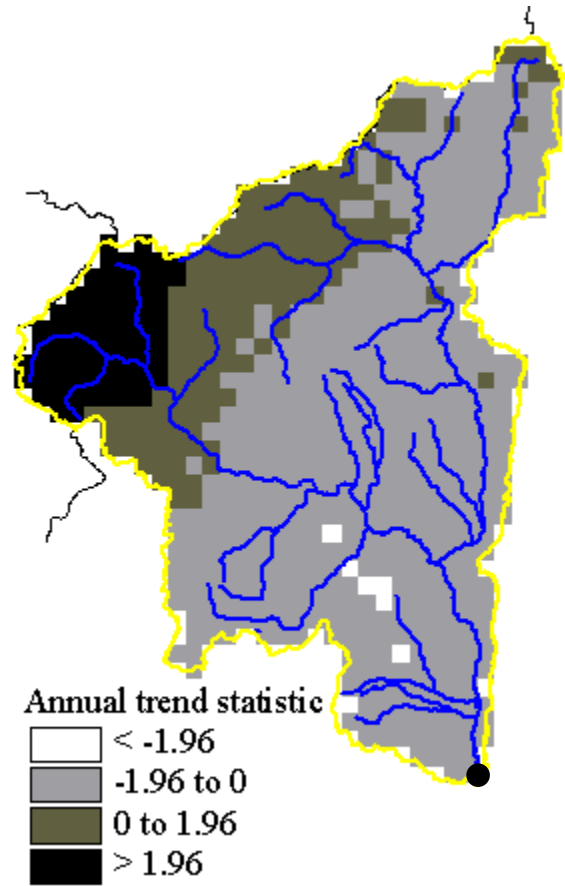 Annual trend statistic
< -1.96
-1.96 to 0
0 to 1.96
> 1.96